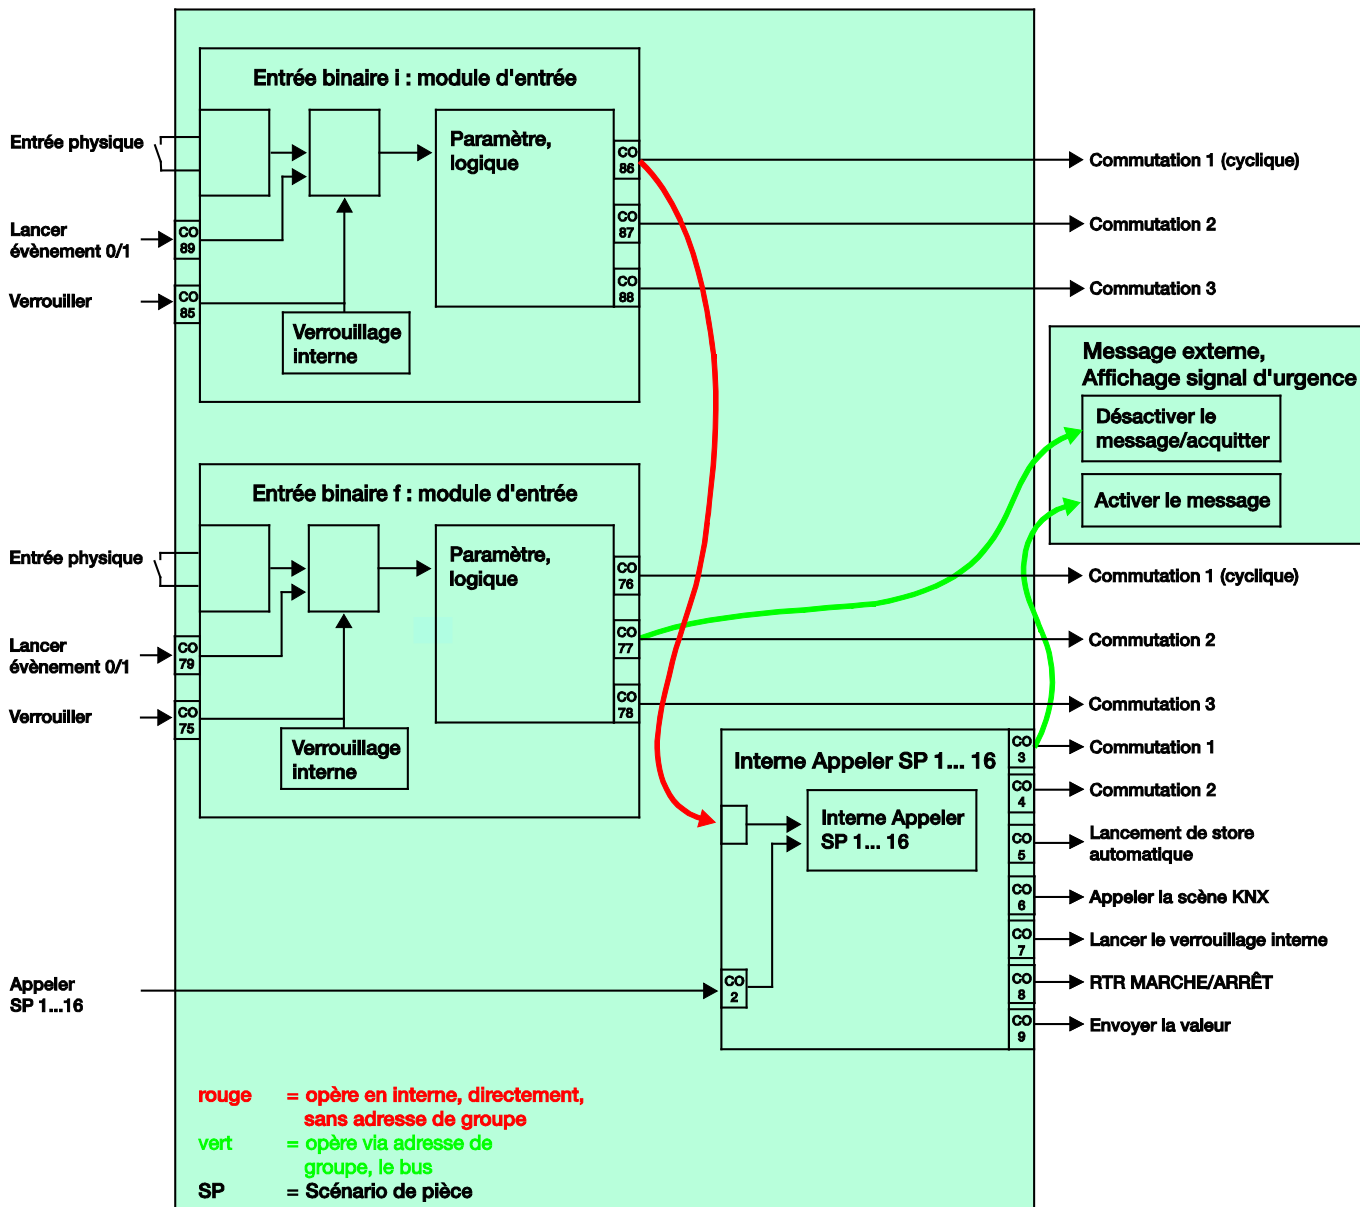 Entrée binaire i : module d'entrée
Entrée physique
Paramètre,
logique
CO
86
Commutation 1 (cyclique)
Lancer
évènement 0/1
CO
89
CO
87
Commutation 2
Verrouiller
CO
85
CO
88
Commutation 3
Verrouillage
interne
Message externe,
Affichage signal d'urgence
Désactiver le
message/acquitter
Activer le message
Entrée binaire f : module d'entrée
Entrée physique
Paramètre,
logique
CO
76
Commutation 1 (cyclique)
Lancer
évènement 0/1
CO
79
CO
77
Commutation 2
Verrouiller
CO
75
CO
78
Commutation 3
Verrouillage
interne
Interne Appeler SP 1... 16
CO
3
Commutation 1
CO
4
Commutation 2
Interne Appeler
SP 1... 16
CO
5
Lancement de store
automatique
CO
6
Appeler la scène KNX
CO
7
Lancer le verrouillage interne
Appeler
SP 1...16
CO
2
CO
8
RTR MARCHE/ARRÊT
CO
9
Envoyer la valeur
rouge = opère en interne, directement,
sans adresse de groupe
vert = opère via adresse de
groupe, le bus
SP = Scénario de pièce